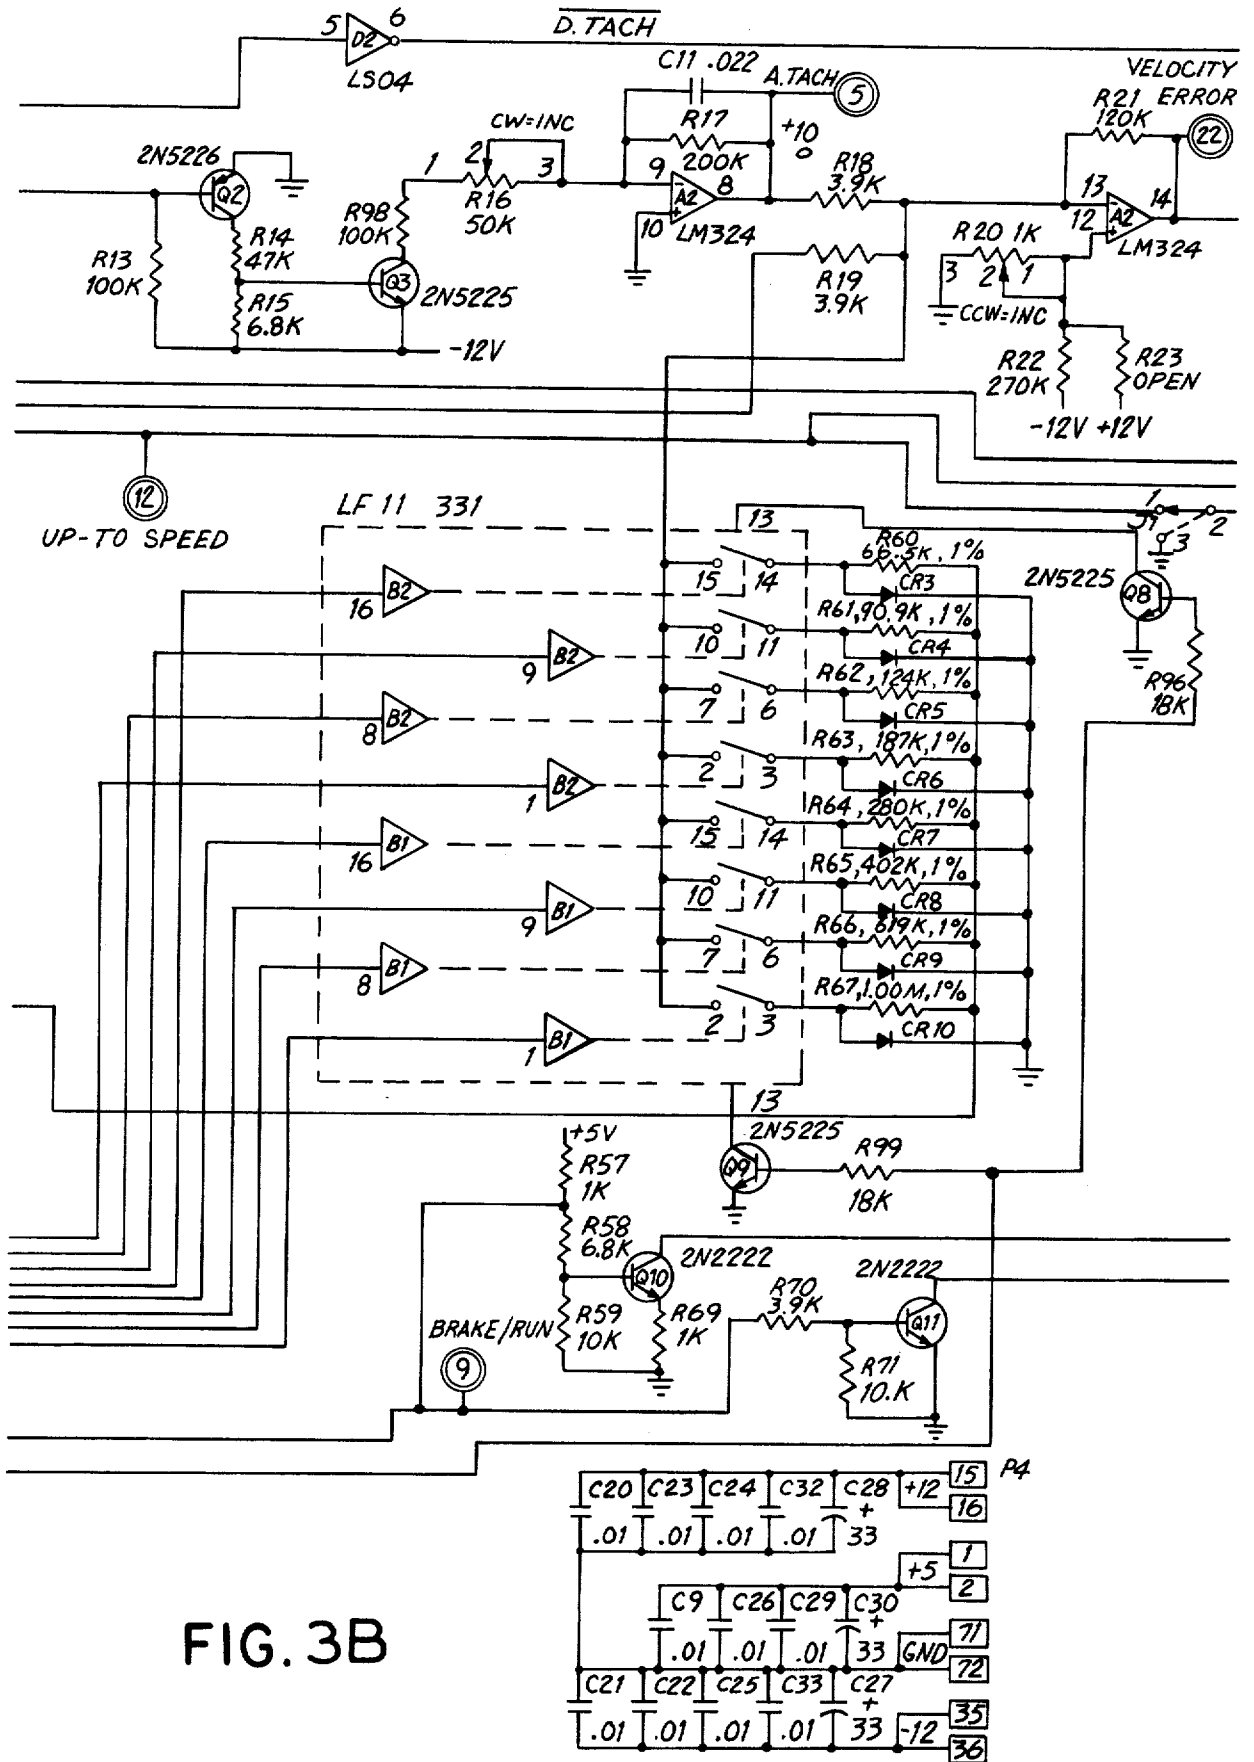 5 D2 6
D.TACH
LS04
C11 .022
A.TACH 5
VELOCITY
ERROR
R21
120K
22
2N5226
Q2
CW=INC
1 2 3
R16
50K
R17
200K
+10
0
9 - A2 8
10 +
LM324
R18
3.9K
R19
3.9K
13 - A2 14
12 +
LM324
R20 1K
3 2 1
CCW=INC
R98
100K
R14
47K
R13
100K
Q3
2N5225
R15
6.8K
-12V
R22
270K
R23
OPEN
-12V +12V
12
UP-TO SPEED
LF 11 331
13
1
J1
2
3
2N5225
Q8
R96
18K
16 B2
15 14
R60
66.5K, 1%
CR3
9 B2
10 11
R61, 90.9K, 1%
CR4
8 B2
7 6
R62, 124K, 1%
CR5
1 B2
2 3
R63, 187K, 1%
CR6
16 B1
15 14
R64, 280K, 1%
CR7
9 B1
10 11
R65, 402K, 1%
CR8
8 B1
7 6
R66, 619K, 1%
CR9
1 B1
2 3
R67, 1.00M, 1%
CR10
13
2N5225
Q9
R99
18K
+5V
R57
1K
R58
6.8K
2N2222
Q10
R59
10K
R69
1K
2N2222
R70
3.9K
Q11
R71
10.K
BRAKE/RUN
9
C20 C23 C24 C32 C28 +12 15 P4
+ 16
.01 .01 .01 .01 33
1
+5
2
C9 C26 C29 C30
+
.01 .01 .01 33
71
GND
72
C21 C22 C25 C33 C27
+
.01 .01 .01 .01 33
35
-12
36
FIG. 3B